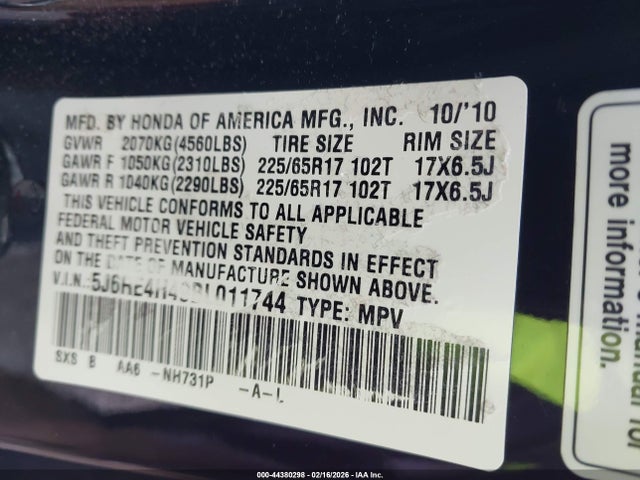 MFD. BY HONDA OF AMERICA MFG., INC. 10/'10
GVWR 2070KG(4560LBS) TIRE SIZE RIM SIZE
GAWR F 1050KG(2310LBS) 225/65R17 102T 17X6.5J
GAWR R 1040KG(2290LBS) 225/65R17 102T 17X6.5J
THIS VEHICLE CONFORMS TO ALL APPLICABLE
FEDERAL MOTOR VEHICLE SAFETY
AND THEFT PREVENTION STANDARDS IN EFFECT
ON THE DATE OF MANUFACTURE SHOWN ABOVE.
V.I.N. TYPE: MPV
SXS B AA6 -NH731P -A-L
more
000-44380298 - 02/16/2026 - IAA Inc.